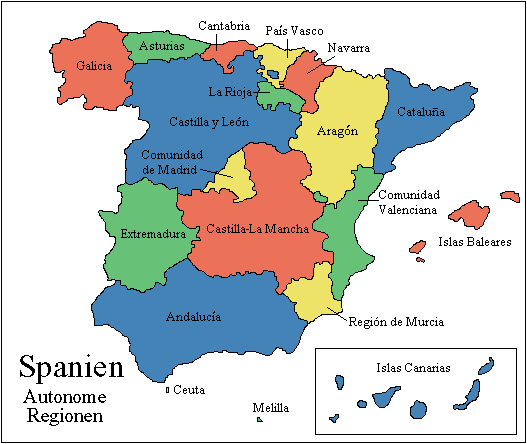 Cantabria
País Vasco
Asturias
Navarra
Galicia
La Rioja
Cataluña
Castilla y León
Aragón
Comunidad
de Madrid
Comunidad
Valenciana
Extremadura
Castilla-La Mancha
Islas Baleares
Andalucía
Región de Murcia
Spanien
Autonome
Regionen
Islas Canarias
Ceuta
Melilla